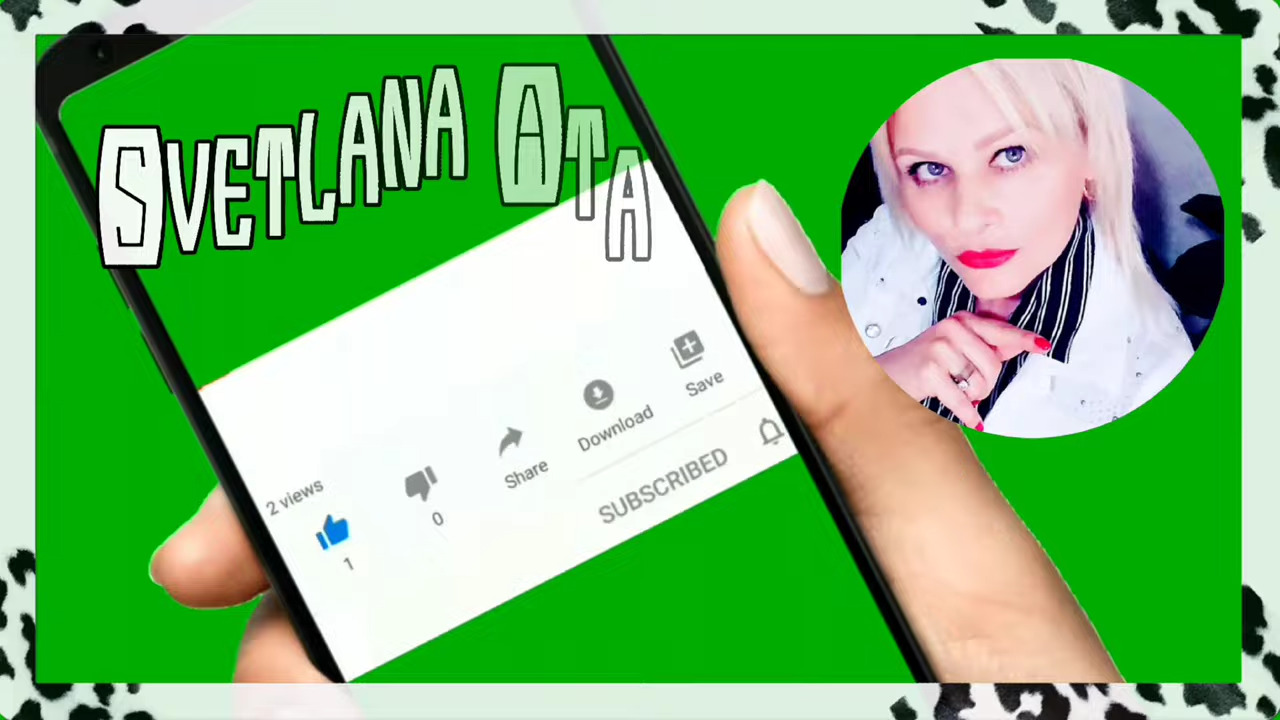 SVETLANA ATA
2 views
1
0
Share
Download
Save
SUBSCRIBED